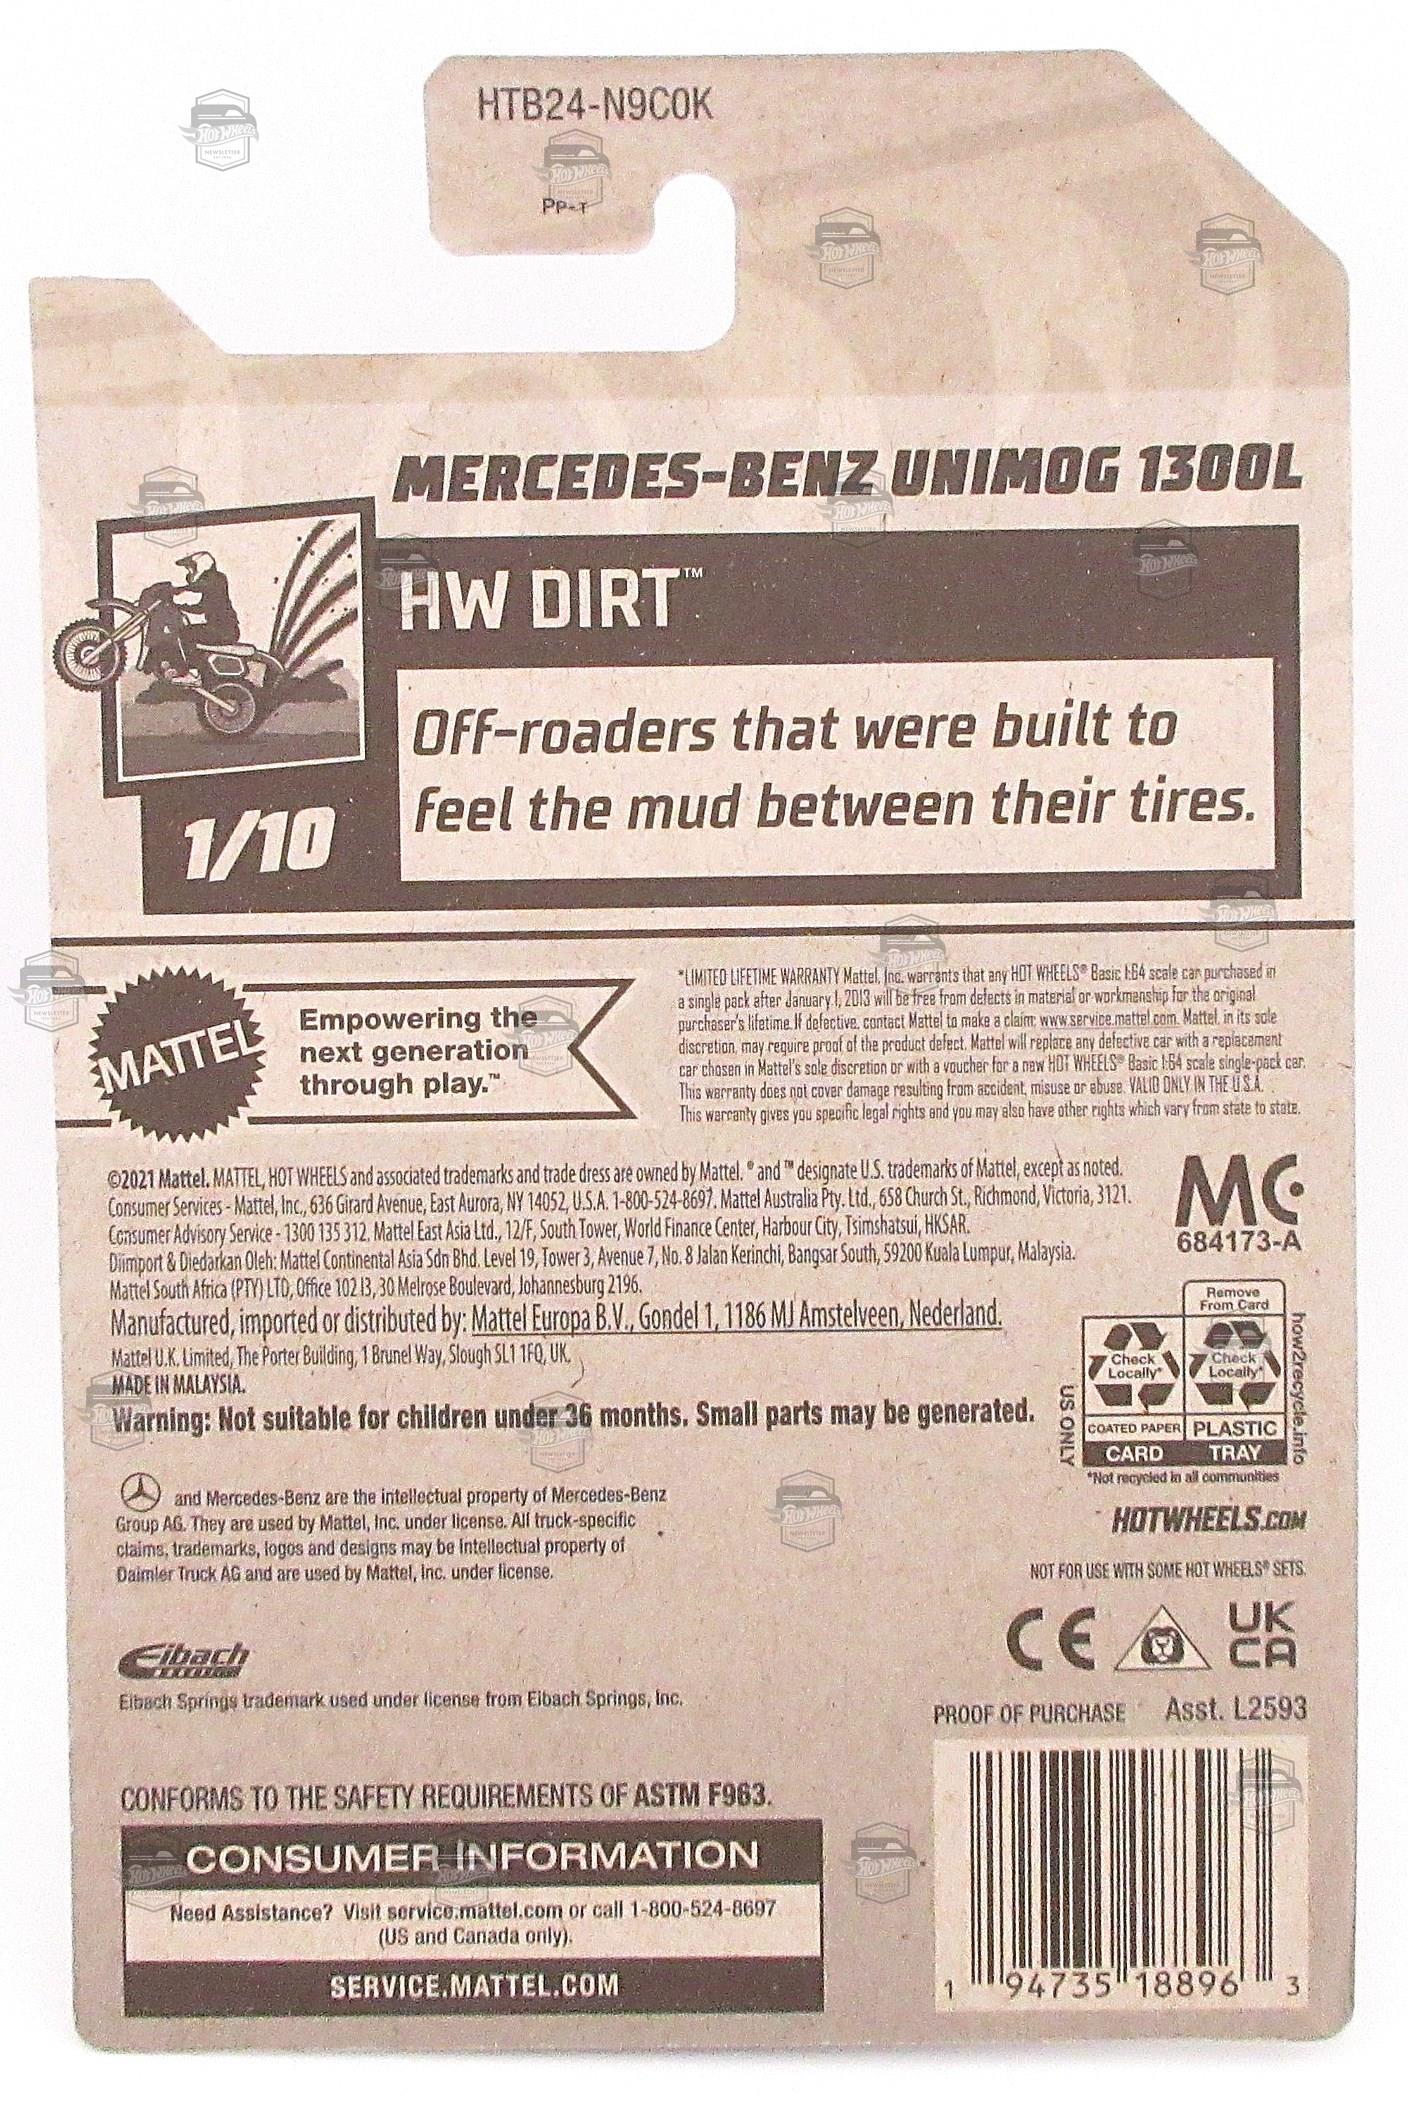 HTB24-N9C0K
PP-T
MERCEDES-BENZ UNIMOG 1300L
HW DIRT™
Off-roaders that were built to
feel the mud between their tires.
1/10
MATTEL
Empowering the
next generation
through play.™
*LIMITED LIFETIME WARRANTY Mattel, Inc. warrants that any HOT WHEELS® Basic 1:64 scale car purchased in
a single pack after January 1, 2013 will be free from defects in material or workmanship for the original
purchaser's lifetime. If defective, contact Mattel to make a claim: www.service.mattel.com. Mattel, in its sole
discretion, may require proof of the product defect. Mattel will replace any defective car with a replacement
car chosen in Mattel's sole discretion or with a voucher for a new HOT WHEELS® Basic 1:64 scale single-pack car.
This warranty does not cover damage resulting from accident, misuse or abuse. VALID ONLY IN THE U.S.A.
This warranty gives you specific legal rights and you may also have other rights which vary from state to state.
©2021 Mattel. MATTEL, HOT WHEELS and associated trademarks and trade dress are owned by Mattel. ® and ™ designate U.S. trademarks of Mattel, except as noted.
Consumer Services - Mattel, Inc., 636 Girard Avenue, East Aurora, NY 14052, U.S.A. 1-800-524-8697. Mattel Australia Pty. Ltd., 658 Church St., Richmond, Victoria, 3121.
Consumer Advisory Service - 1300 135 312. Mattel East Asia Ltd., 12/F, South Tower, World Finance Center, Harbour City, Tsimshatsui, HKSAR.
Diimport & Diedarkan Oleh: Mattel Continental Asia Sdn Bhd. Level 19, Tower 3, Avenue 7, No. 8 Jalan Kerinchi, Bangsar South, 59200 Kuala Lumpur, Malaysia.
Mattel South Africa (PTY) LTD, Office 102 I3, 30 Melrose Boulevard, Johannesburg 2196.
Manufactured, imported or distributed by: Mattel Europa B.V., Gondel 1, 1186 MJ Amstelveen, Nederland.
Mattel U.K. Limited, The Porter Building, 1 Brunel Way, Slough SL1 1FQ, UK.
MADE IN MALAYSIA.
Warning: Not suitable for children under 36 months. Small parts may be generated.
MC
684173-A
Remove
From Card
Check
Locally*
Check
Locally*
COATED PAPER
PLASTIC
CARD
TRAY
US ONLY
how2recycle.info
*Not recycled in all communities
and Mercedes-Benz are the intellectual property of Mercedes-Benz
Group AG. They are used by Mattel, Inc. under license. All truck-specific
claims, trademarks, logos and designs may be intellectual property of
Daimler Truck AG and are used by Mattel, Inc. under license.
HOTWHEELS.COM
NOT FOR USE WITH SOME HOT WHEELS® SETS.
CE
UK
CA
Eibach
Eibach Springs trademark used under license from Eibach Springs, Inc.
PROOF OF PURCHASE Asst. L2593
CONFORMS TO THE SAFETY REQUIREMENTS OF ASTM F963.
CONSUMER INFORMATION
Need Assistance? Visit service.mattel.com or call 1-800-524-8697
(US and Canada only).
SERVICE.MATTEL.COM
1 94735 18896 3